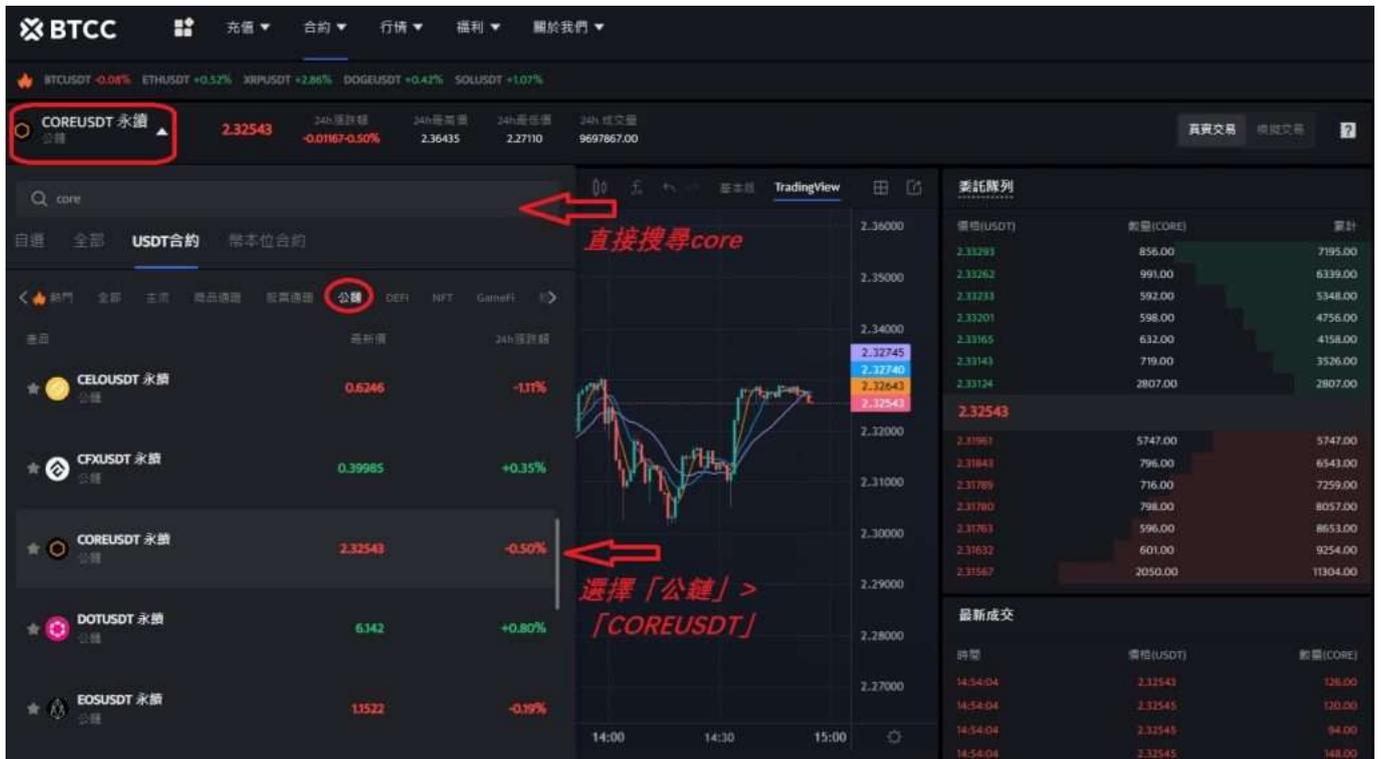 BTCC 充值 合約 行情 福利 關於我們
BTCUSDT -0.08% ETHUSDT +0.52% XRPUSDT +2.86% DOGEUSDT +0.42% SOLUSDT +1.07%
COREUSDT 永續 2.32543 24h漲跌額 24h最高價 24h最低價 24h 成交量 真實交易 模擬交易 ?
公鏈 -0.01167-0.50% 2.36435 2.27110 9697867.00
core
自選 全部 USDT合約 幣本位合約
熱門 全部 主流 商品通證 股票通證 公鏈 DEFI NFT GameFi
產品 最新價 24h漲跌額
CELOUSDT 永續 0.6246 -1.11%
公鏈
CFXUSDT 永續 0.39985 +0.35%
公鏈
COREUSDT 永續 2.32543 -0.50%
公鏈
DOTUSDT 永續 6.142 +0.80%
公鏈
EOSUSDT 永續 1.1522 -0.19%
公鏈
直接搜尋core
選擇「公鏈」>
「COREUSDT」
基本版 TradingView
2.36000
2.35000
2.34000
2.32745
2.32740
2.32643
2.32543
2.32000
2.31000
2.30000
2.29000
2.28000
2.27000
14:00 14:30 15:00
委託隊列
價格(USDT) 數量(CORE) 累計
2.33293 856.00 7195.00
2.33262 991.00 6339.00
2.33233 592.00 5348.00
2.33201 598.00 4756.00
2.33165 632.00 4158.00
2.33143 719.00 3526.00
2.33124 2807.00 2807.00
2.32543
2.31961 5747.00 5747.00
2.31843 796.00 6543.00
2.31789 716.00 7259.00
2.31780 798.00 8057.00
2.31763 596.00 8653.00
2.31632 601.00 9254.00
2.31567 2050.00 11304.00
最新成交
時間 價格(USDT) 數量(CORE)
14:54:04 2.32543 126.00
14:54:04 2.32545 120.00
14:54:04 2.32545 94.00
14:54:04 2.32545 148.00